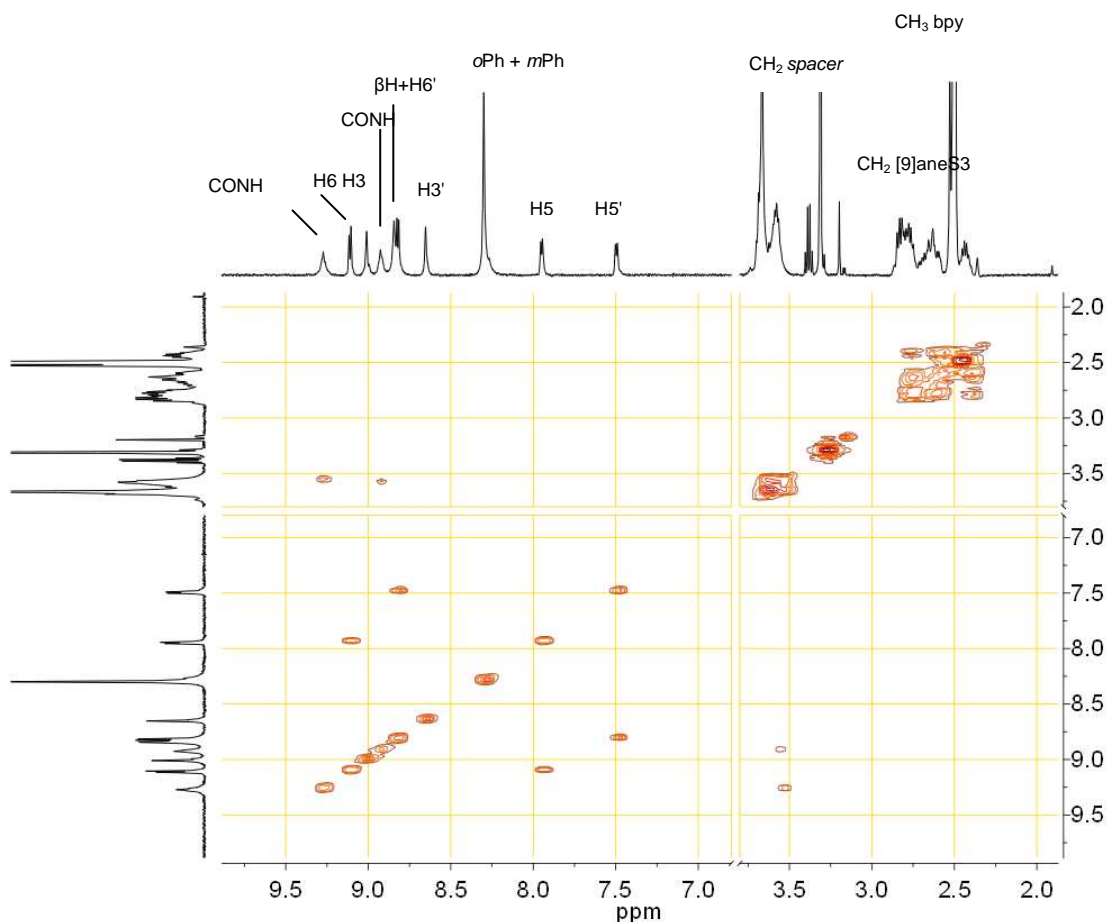 CH₃ bpy
oPh + mPh
CH₂ spacer
βH+H6'
CONH
CH₂ [9]aneS3
H6 H3
H3'
CONH
H5
H5'
2.0
2.5
3.0
3.5
7.0
7.5
8.0
8.5
9.0
9.5
9.5 9.0 8.5 8.0 7.5 7.0 3.5 3.0 2.5 2.0
ppm